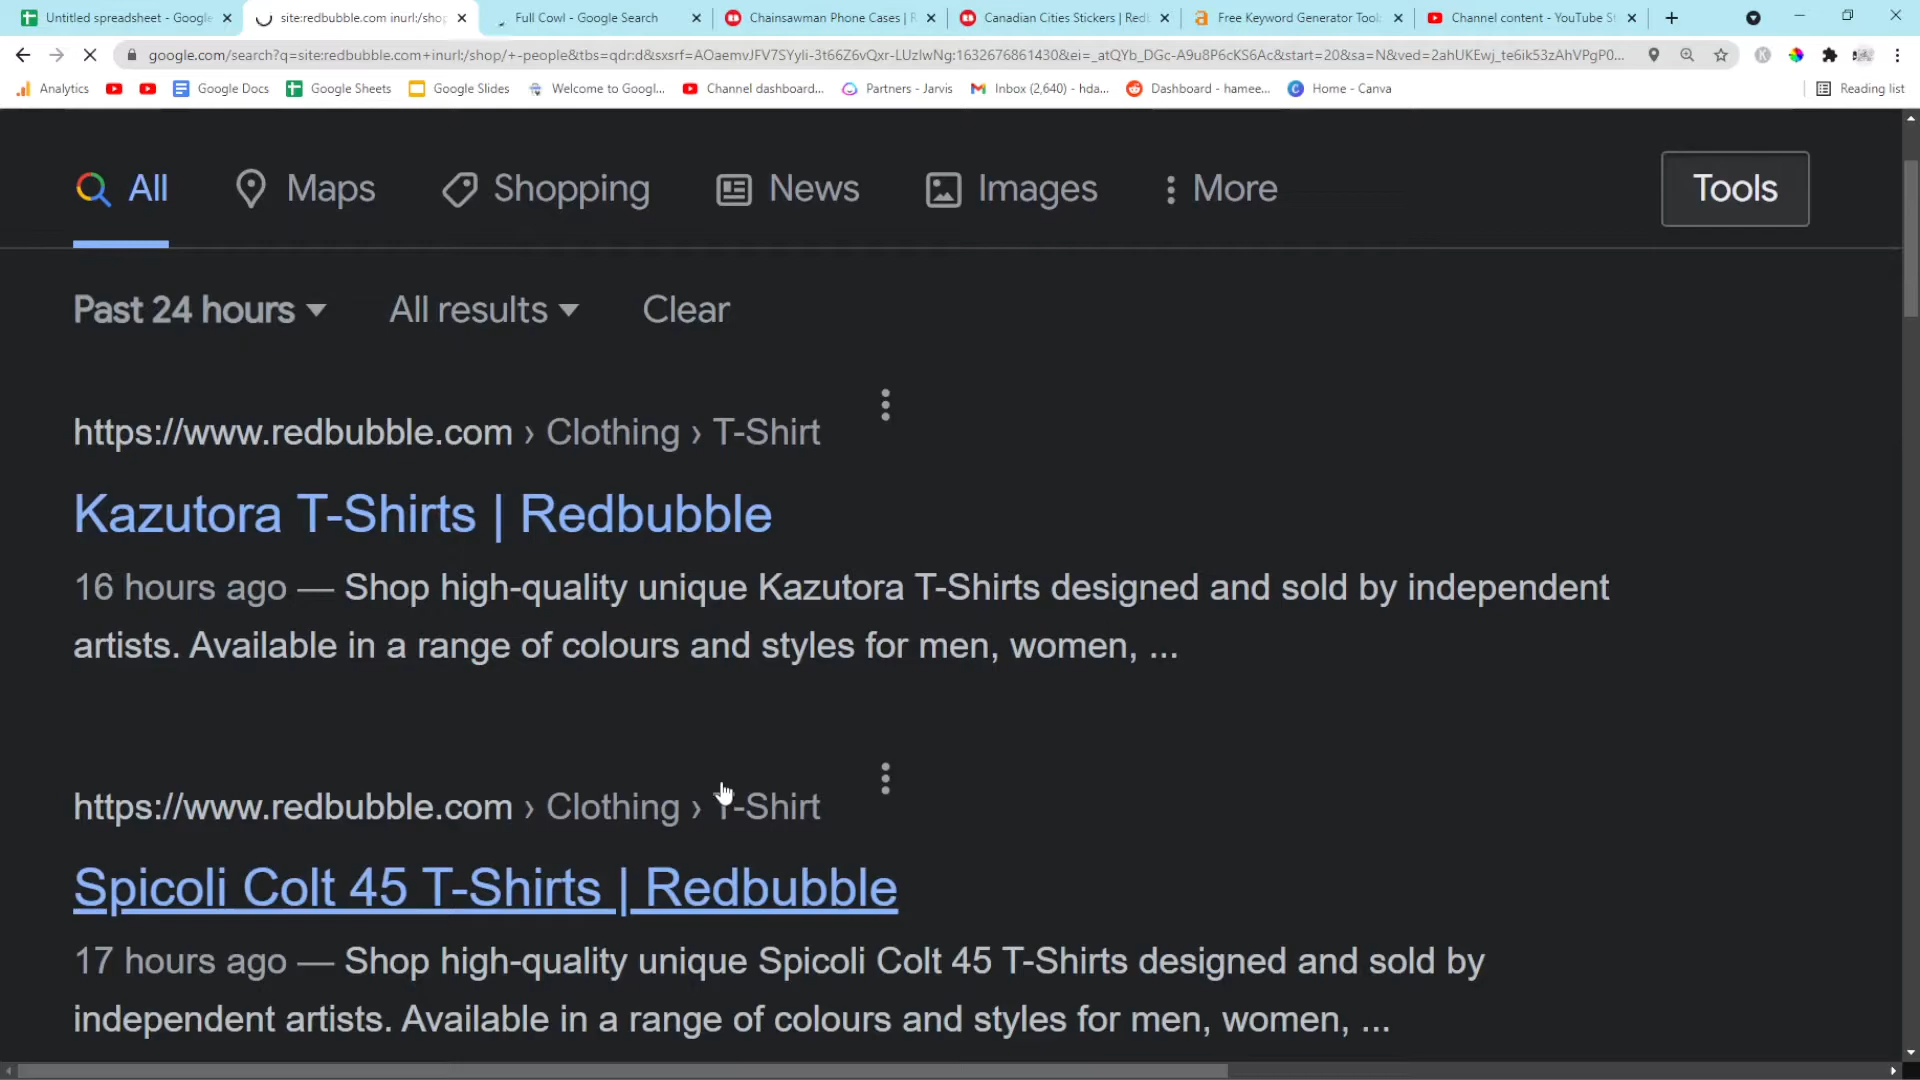 Untitled spreadsheet - Google
site:redbubble.com inurl:/shop
Full Cowl - Google Search
Chainsawman Phone Cases | R
Canadian Cities Stickers | Redb
Free Keyword Generator Tool:
Channel content - YouTube St
google.com/search?q=site:redbubble.com+inurl:/shop/+-people&tbs=qdr:d&sxsrf=AOaemvJFV7SYyli-3t66Z6vQxr-LUzlwNg:1632676861430&ei=_atQYb_DGc-A9u8P6cKS6Ac&start=20&sa=N&ved=2ahUKEwj_te6ik53zAhVPgP0...
Analytics
Google Docs
Google Sheets
Google Slides
Welcome to Googl...
Channel dashboard...
Partners - Jarvis
Inbox (2,640) - hda...
Dashboard - hamee...
Home - Canva
Reading list
All
Maps
Shopping
News
Images
More
Tools
Past 24 hours
All results
Clear
https://www.redbubble.com › Clothing › T-Shirt
Kazutora T-Shirts | Redbubble
16 hours ago — Shop high-quality unique Kazutora T-Shirts designed and sold by independent
artists. Available in a range of colours and styles for men, women, ...
https://www.redbubble.com › Clothing › T-Shirt
Spicoli Colt 45 T-Shirts | Redbubble
17 hours ago — Shop high-quality unique Spicoli Colt 45 T-Shirts designed and sold by
independent artists. Available in a range of colours and styles for men, women, ...